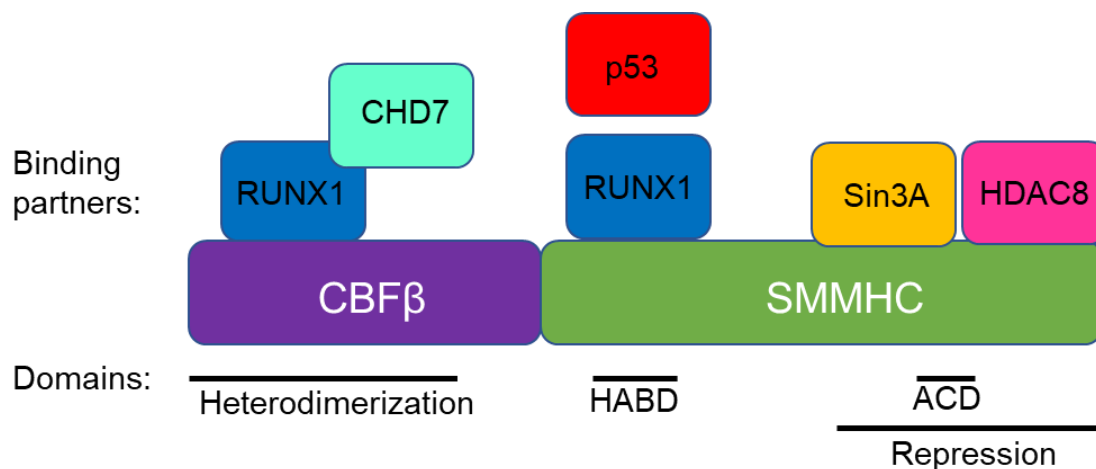 p53
CHD7
Binding
partners:
RUNX1
RUNX1
Sin3A
HDAC8
CBFβ
SMMHC
Domains:
Heterodimerization
HABD
ACD
Repression